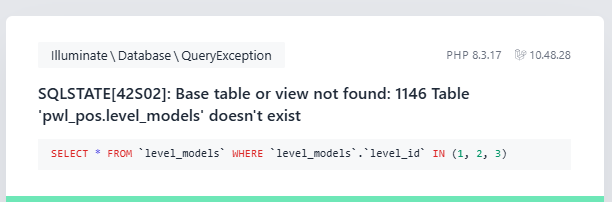 Illuminate\Database\QueryException
PHP 8.3.17 10.48.28
SQLSTATE[42S02]: Base table or view not found: 1146 Table
'pwl_pos.level_models' doesn't exist
SELECT * FROM `level_models` WHERE `level_models`.`level_id` IN (1, 2, 3)